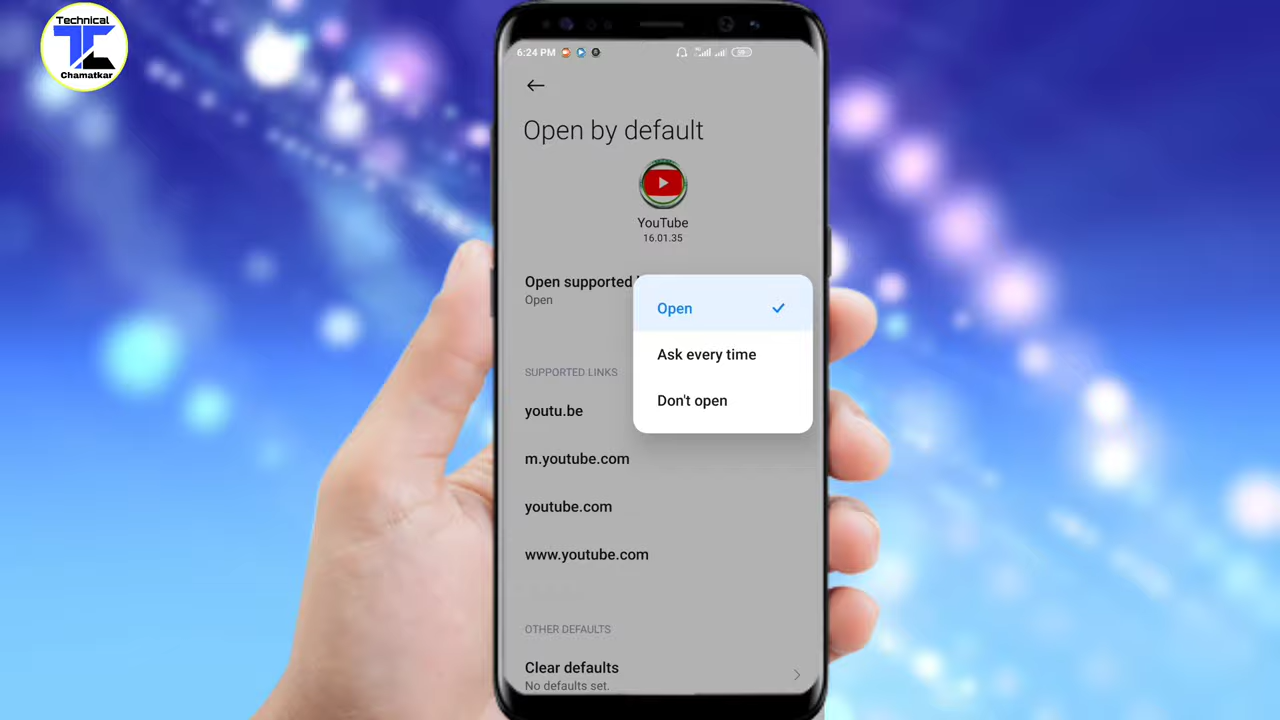 Technical
TC
Chamatkar
6:24 PM
Open by default
YouTube
16.01.35
Open supported
Open
Open
Ask every time
Don't open
SUPPORTED LINKS
youtu.be
m.youtube.com
youtube.com
www.youtube.com
OTHER DEFAULTS
Clear defaults
No defaults set.